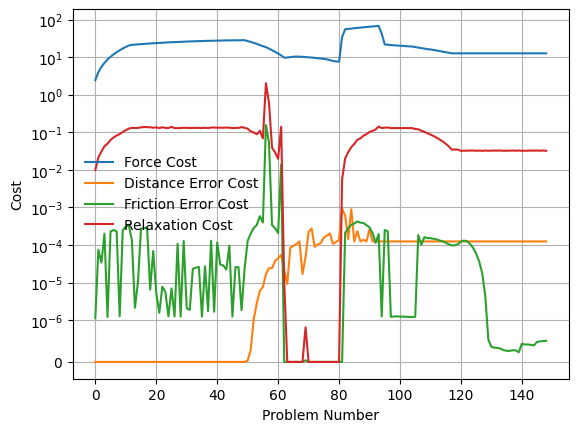 10²
10¹
10⁰
10⁻¹
10⁻²
10⁻³
10⁻⁴
10⁻⁵
10⁻⁶
0
Cost
Force Cost
Distance Error Cost
Friction Error Cost
Relaxation Cost
0 20 40 60 80 100 120 140
Problem Number